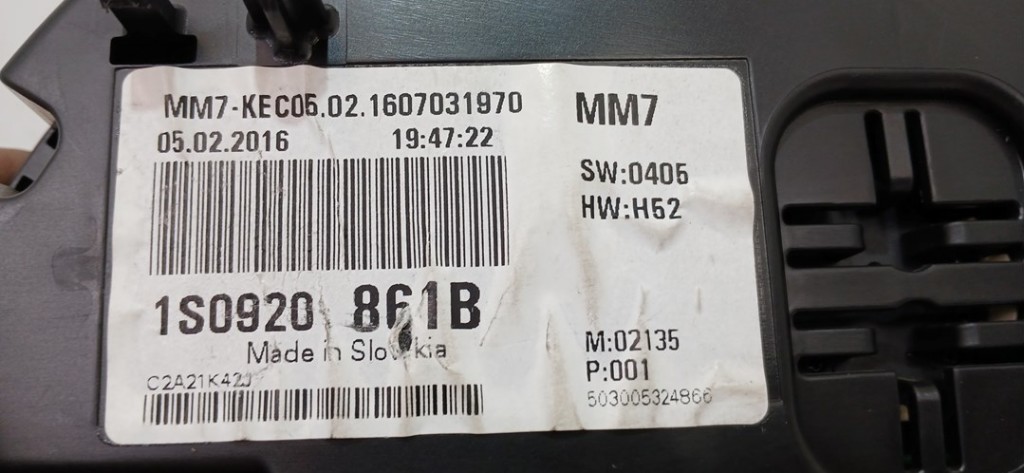 MM7-KEC05.02.1607031970
05.02.2016 19:47:22
1S0920 861B
Made in Slovakia
C2A21K42J
MM7
SW:0405
HW:H52
M:02135
P:001
503005324866